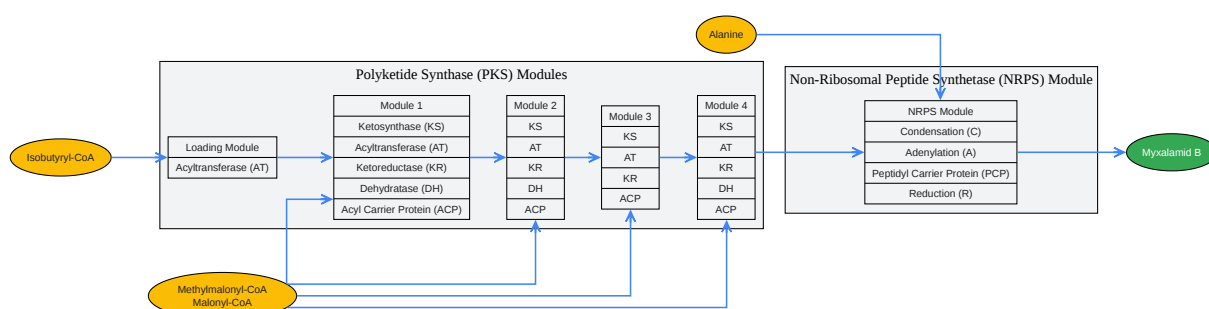 Alanine
Polyketide Synthase (PKS) Modules
Non-Ribosomal Peptide Synthetase (NRPS) Module
Isobutyryl-CoA
Loading Module
Acyltransferase (AT)
Module 1
Ketosynthase (KS)
Acyltransferase (AT)
Ketoreductase (KR)
Dehydratase (DH)
Acyl Carrier Protein (ACP)
Module 2
KS
AT
KR
DH
ACP
Module 3
KS
AT
KR
ACP
Module 4
KS
AT
KR
DH
ACP
NRPS Module
Condensation (C)
Adenylation (A)
Peptidyl Carrier Protein (PCP)
Reduction (R)
Myxalamid B
Methylmalonyl-CoA
Malonyl-CoA